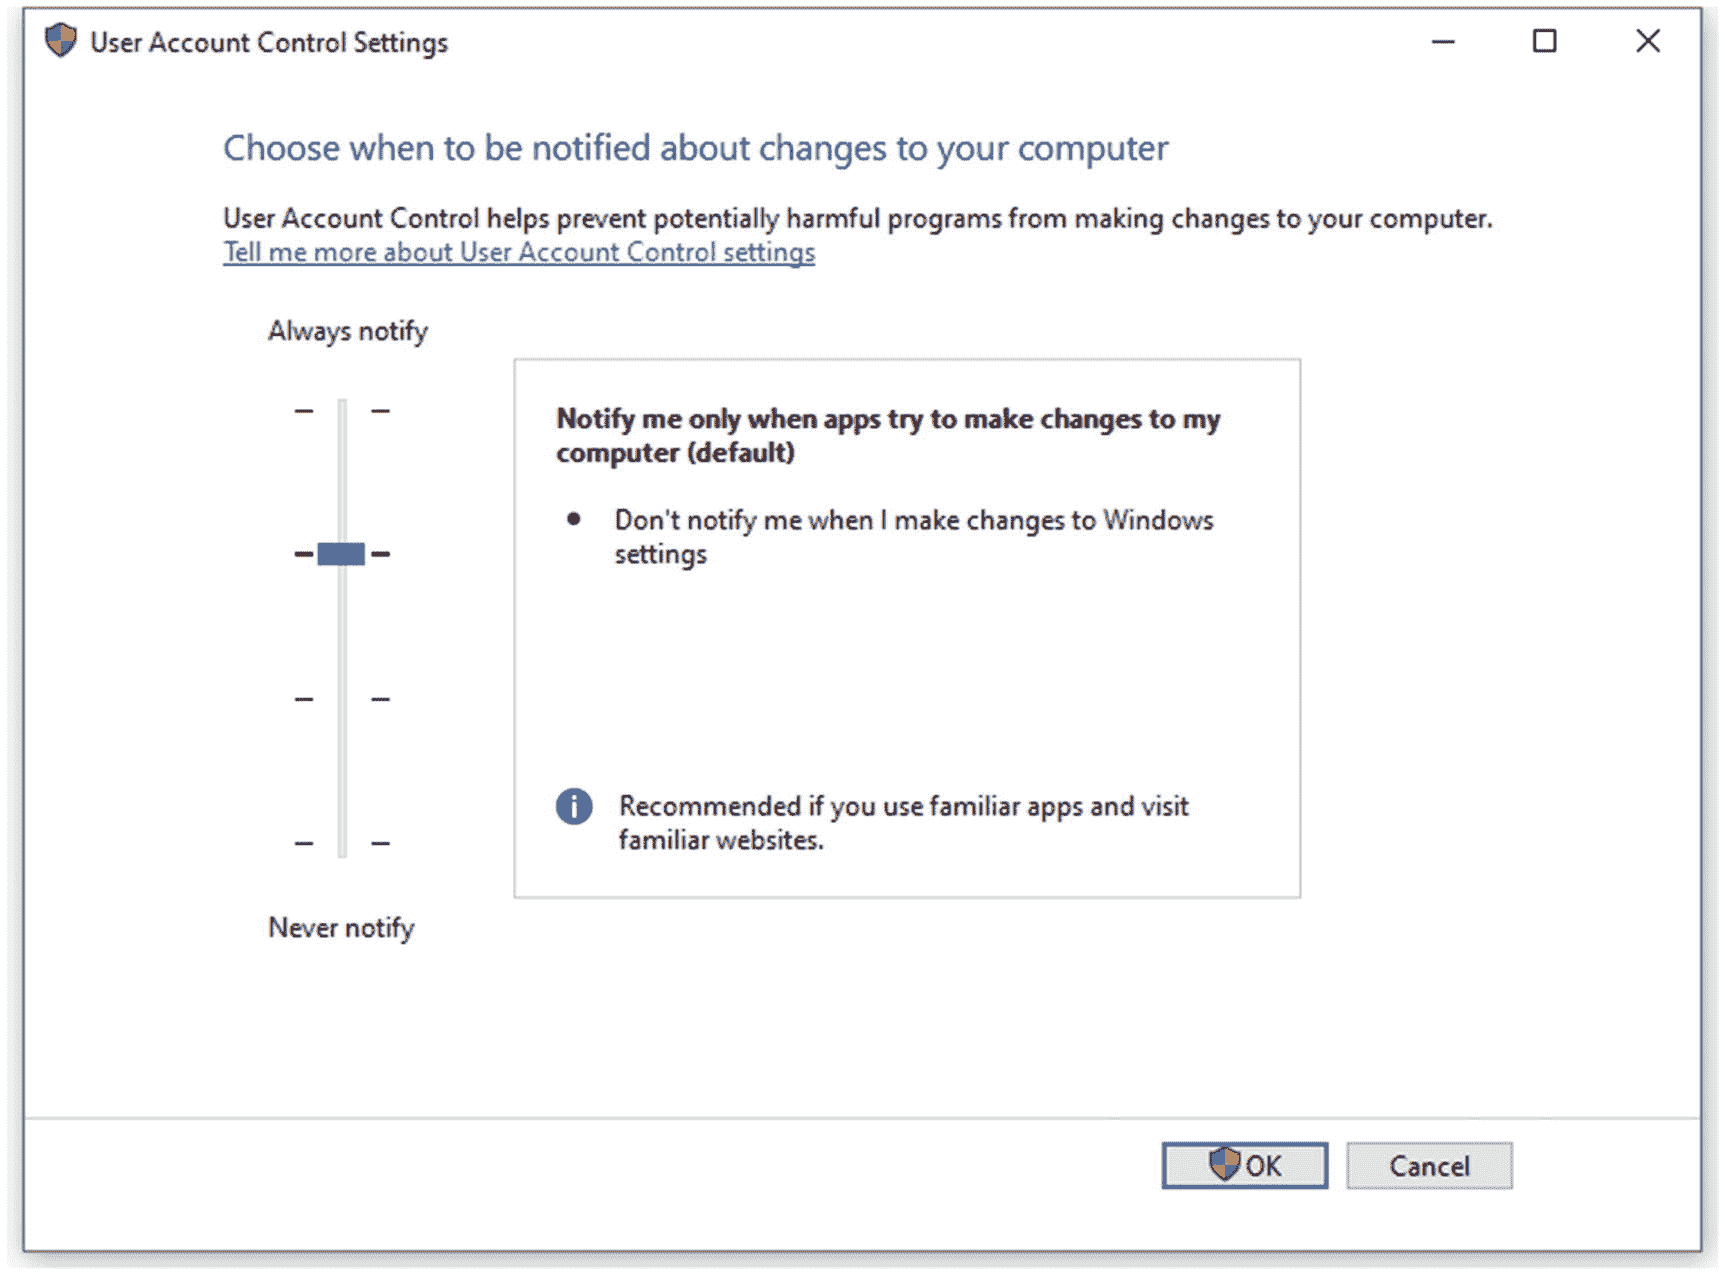 User Account Control Settings
Choose when to be notified about changes to your computer
User Account Control helps prevent potentially harmful programs from making changes to your computer.
Tell me more about User Account Control settings
Always notify
Notify me only when apps try to make changes to my
computer (default)
Don't notify me when I make changes to Windows
settings
Recommended if you use familiar apps and visit
familiar websites.
Never notify
OK
Cancel